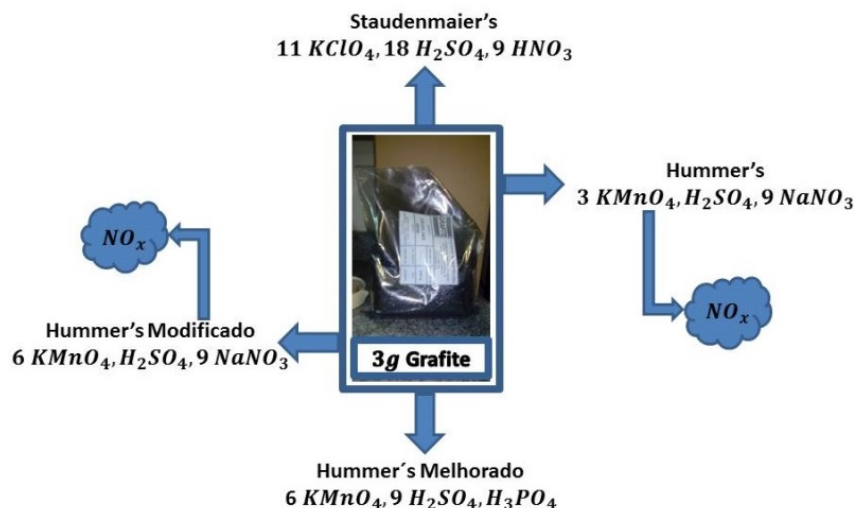 Staudenmaier's
11 KClO₄, 18 H₂SO₄, 9 HNO₃
Hummer's
3 KMnO₄, H₂SO₄, 9 NaNO₃
NOₓ
NOₓ
Hummer's Modificado
6 KMnO₄, H₂SO₄, 9 NaNO₃
3g Grafite
Hummer´s Melhorado
6 KMnO₄, 9 H₂SO₄, H₃PO₄